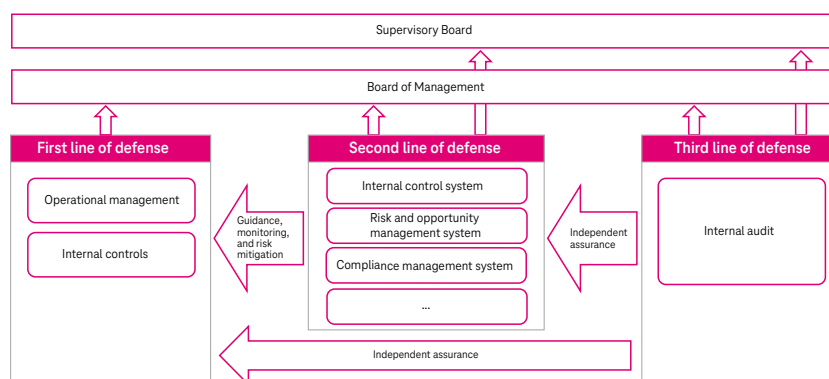 Supervisory Board
Board of Management
First line of defense
Second line of defense
Third line of defense
Operational management
Internal controls
Guidance,
monitoring,
and risk
mitigation
Internal control system
Risk and opportunity
management system
Compliance management system
...
Independent
assurance
Internal audit
Independent assurance